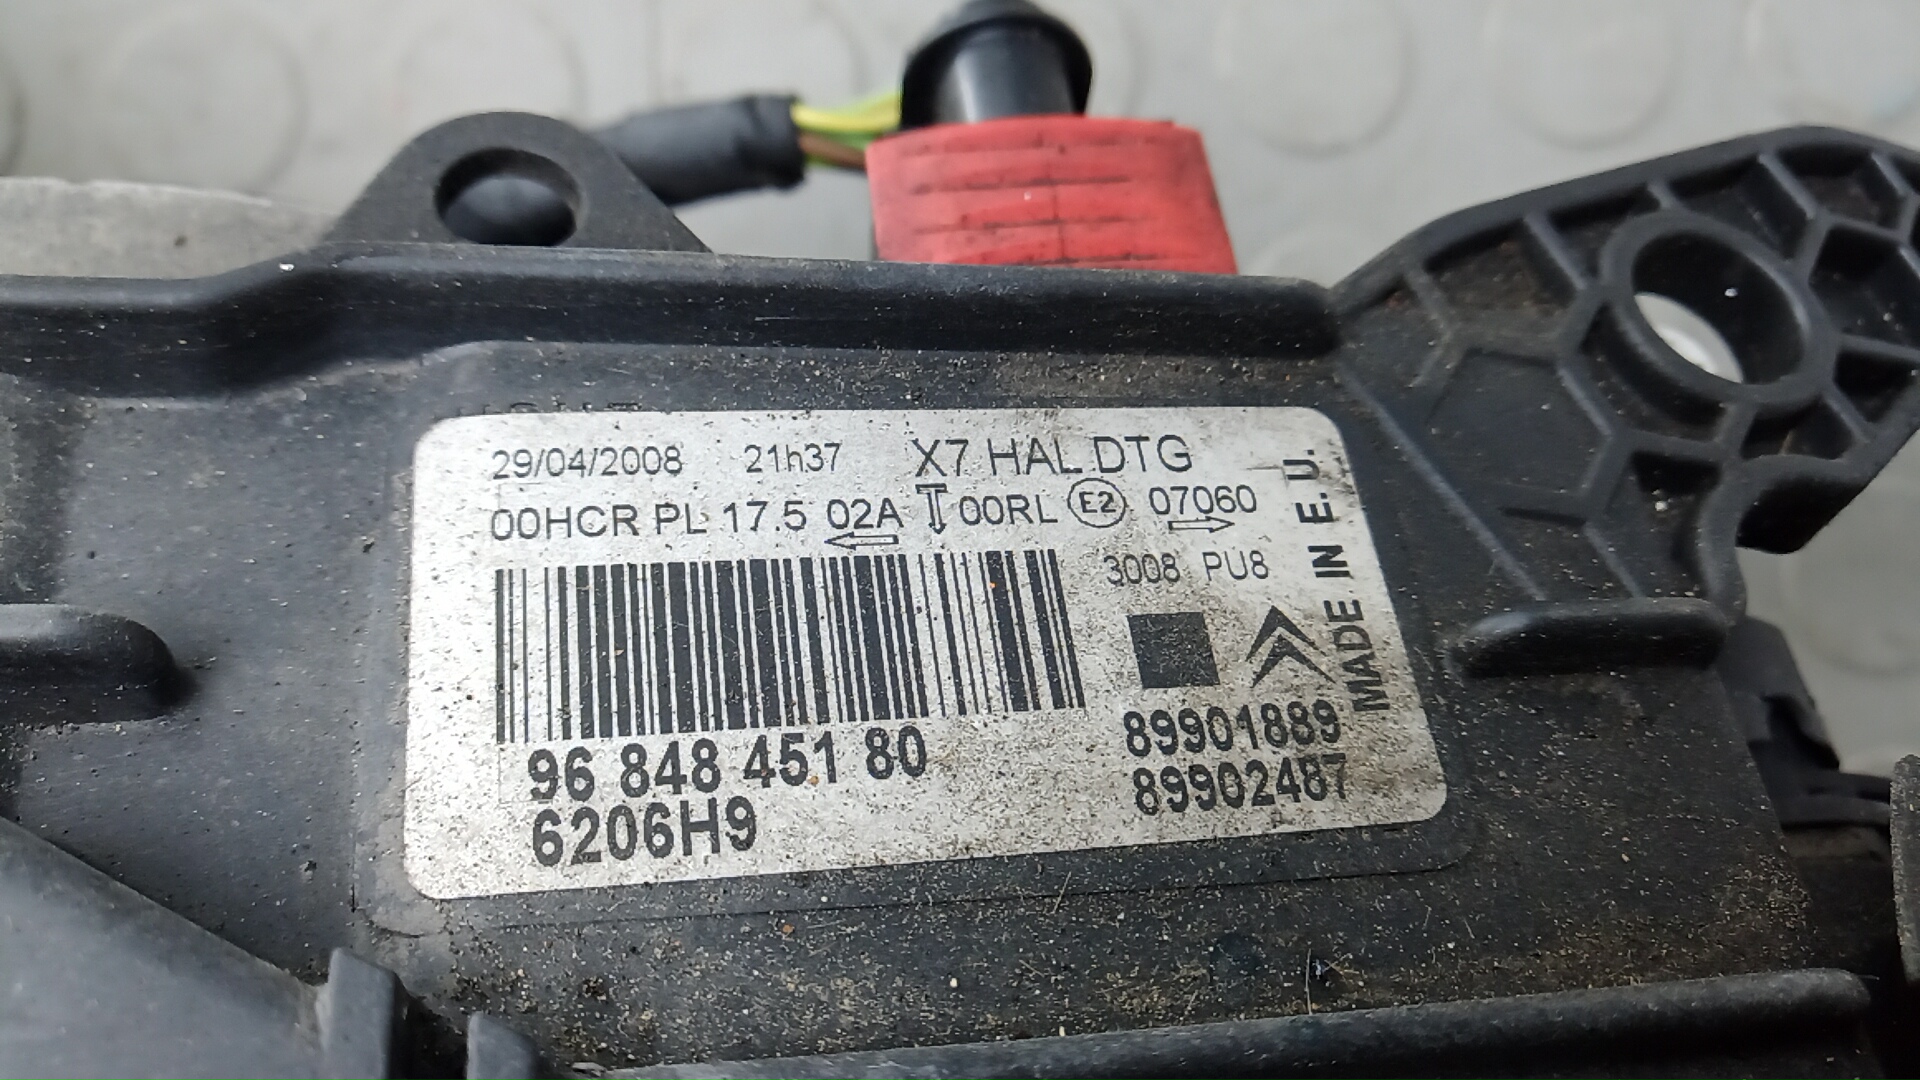 29/04/2008 21h37 X7 HAL DTG
00HCR PL 17.5 02A 00RL E2 07060
3008 PU8
MADE IN E.U.
96 848 451 80
6206H9
89901889
89902487